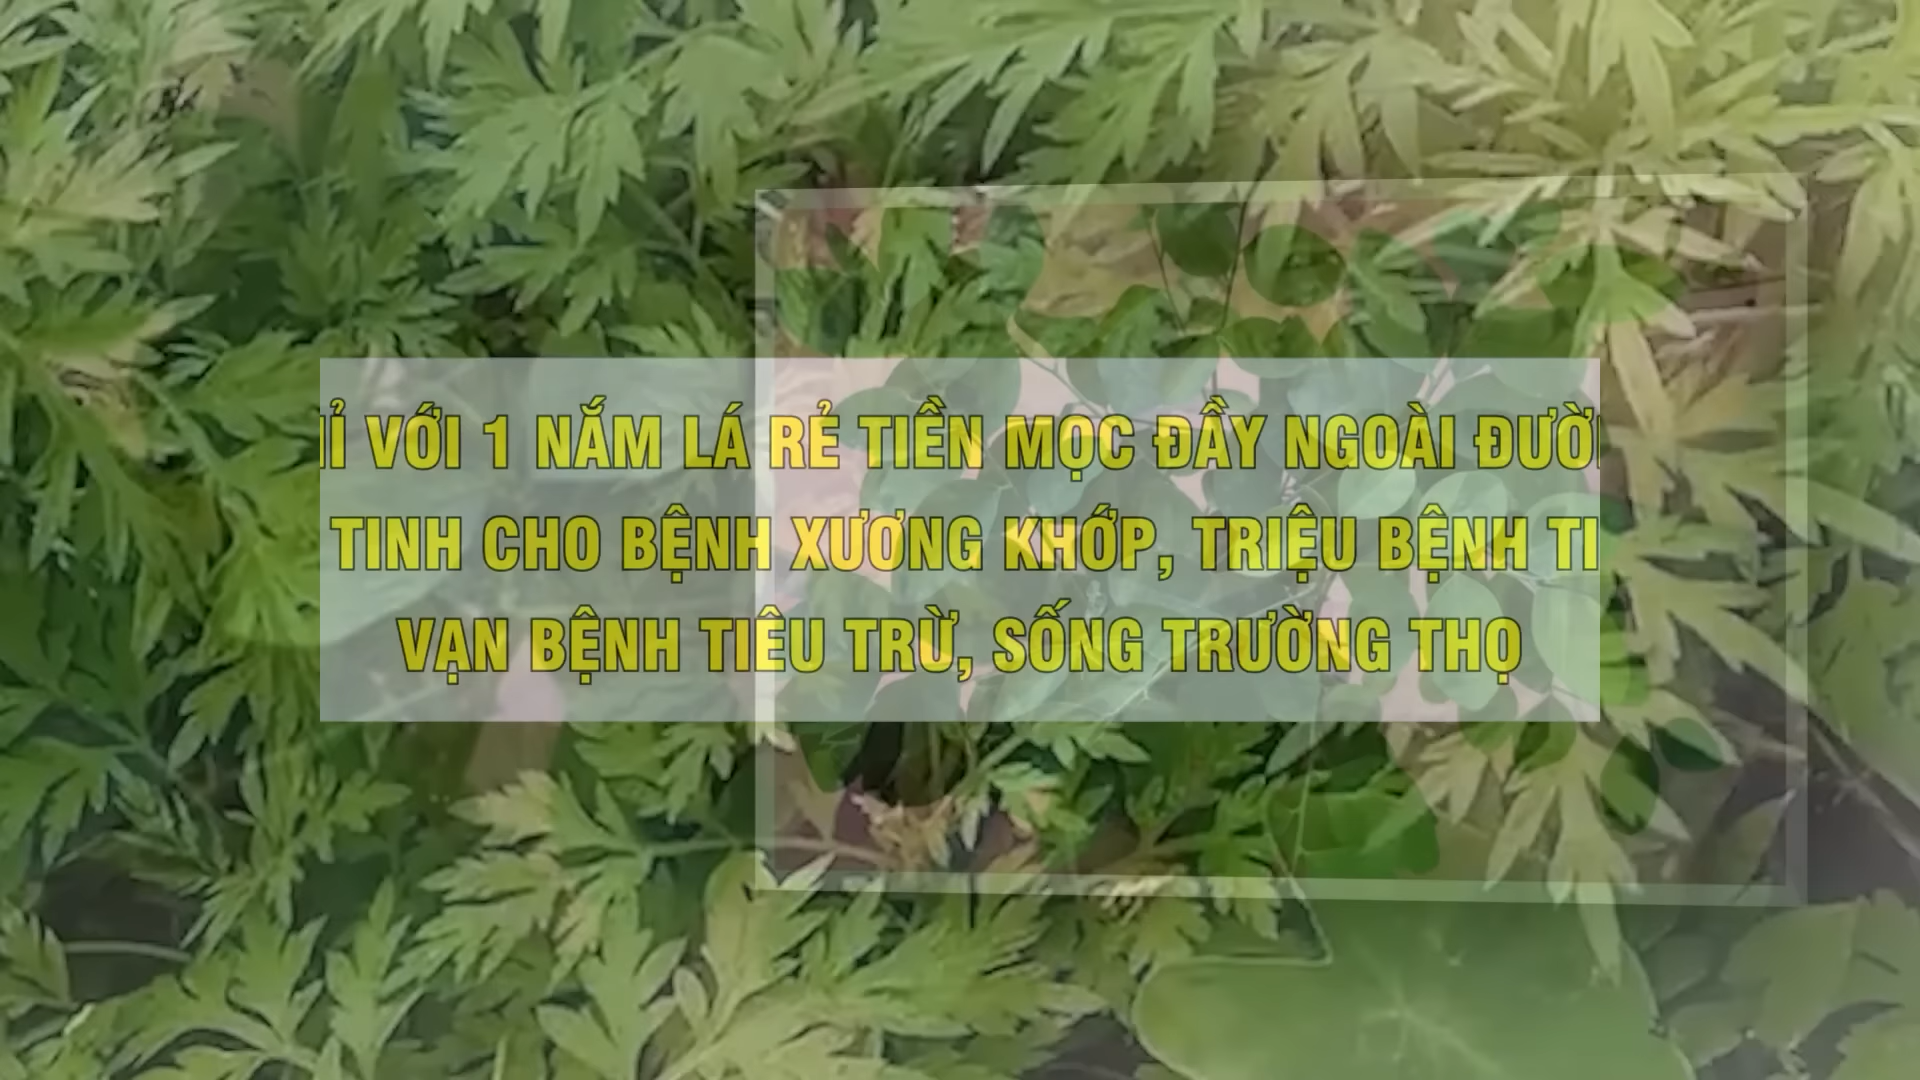 VỚI 1 NẮM LÁ RẺ TIỀN MỌC ĐẦY NGOÀI
TINH CHO BỆNH XƯƠNG KHỚP, TRIỆU BỆNH
VẠN BỆNH TIÊU TRỪ, SỐNG TRƯỜNG THỌ